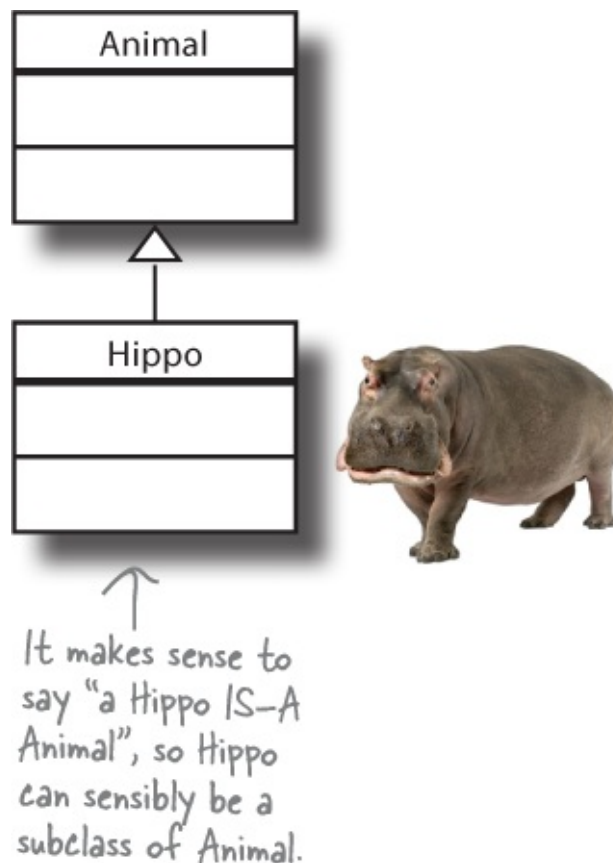 Animal
Hippo
It makes sense to
say “a Hippo IS–A
Animal”, so Hippo
can sensibly be a
subclass of Animal.